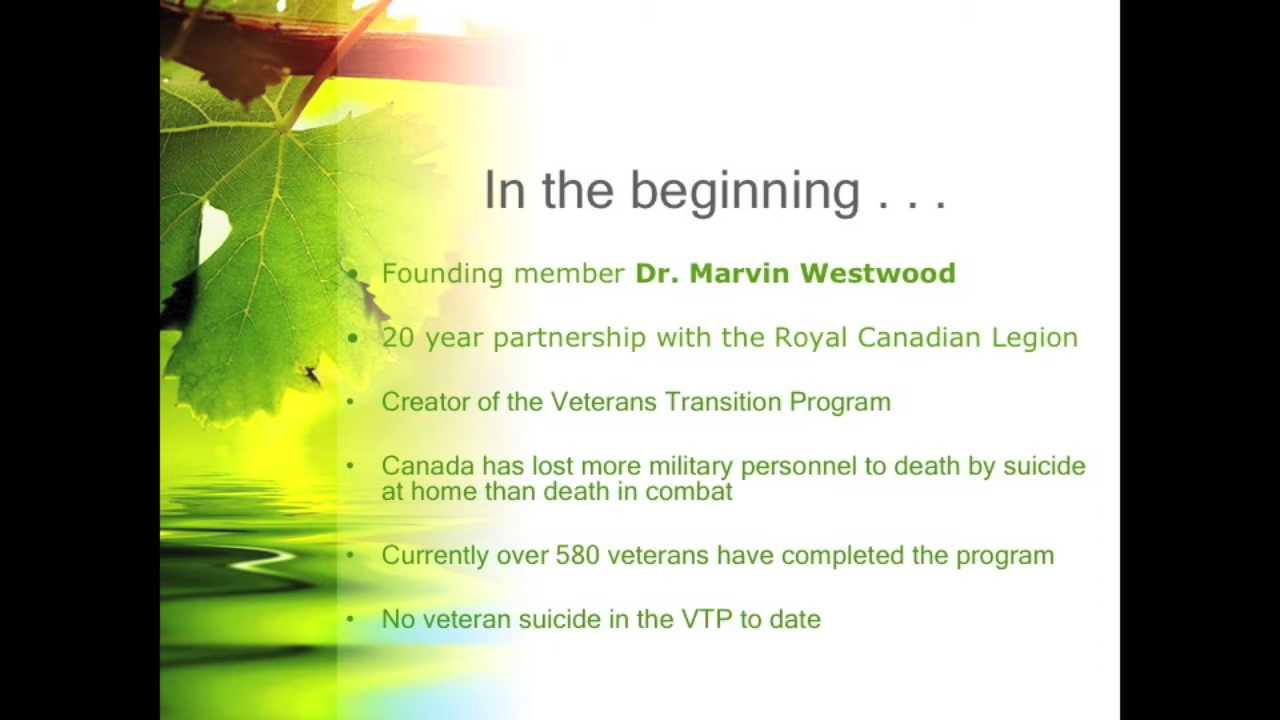 In the beginning . . .
• Founding member Dr. Marvin Westwood
• 20 year partnership with the Royal Canadian Legion
• Creator of the Veterans Transition Program
• Canada has lost more military personnel to death by suicide
at home than death in combat
• Currently over 580 veterans have completed the program
• No veteran suicide in the VTP to date